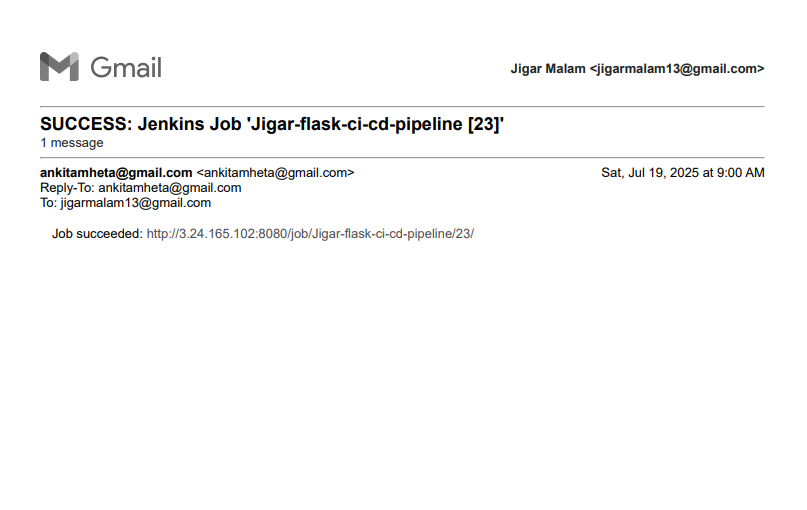 Gmail
Jigar Malam <jigarmalam13@gmail.com>
SUCCESS: Jenkins Job 'Jigar-flask-ci-cd-pipeline [23]'
1 message
ankitamheta@gmail.com <ankitamheta@gmail.com>
Sat, Jul 19, 2025 at 9:00 AM
Reply-To: ankitamheta@gmail.com
To: jigarmalam13@gmail.com
Job succeeded: http://3.24.165.102:8080/job/Jigar-flask-ci-cd-pipeline/23/